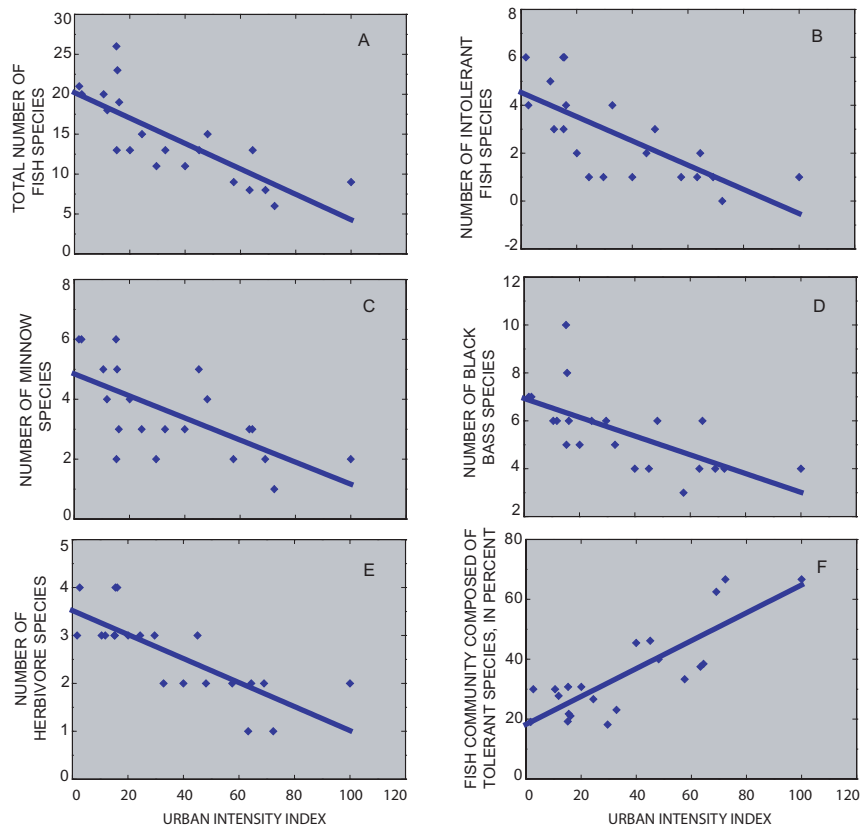 A
TOTAL NUMBER OF
FISH SPECIES
30
25
20
15
10
5
0
B
NUMBER OF INTOLERANT
FISH SPECIES
8
6
4
2
0
-2
C
NUMBER OF MINNOW
SPECIES
8
6
4
2
0
D
NUMBER OF BLACK
BASS SPECIES
12
10
8
6
4
2
E
NUMBER OF
HERBIVORE SPECIES
5
4
3
2
1
0
0 20 40 60 80 100 120
URBAN INTENSITY INDEX
F
FISH COMMUNITY COMPOSED OF
TOLERANT SPECIES, IN PERCENT
80
60
40
20
0
0 20 40 60 80 100 120
URBAN INTENSITY INDEX